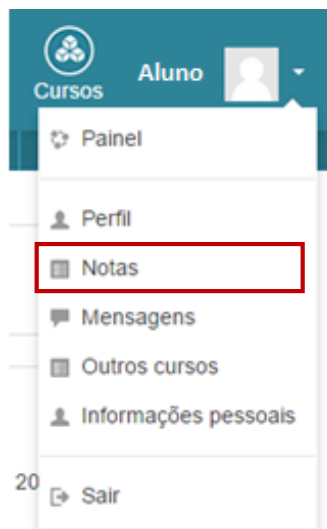 Cursos
Aluno
Painel
Perfil
Notas
Mensagens
Outros cursos
Informações pessoais
20
Sair